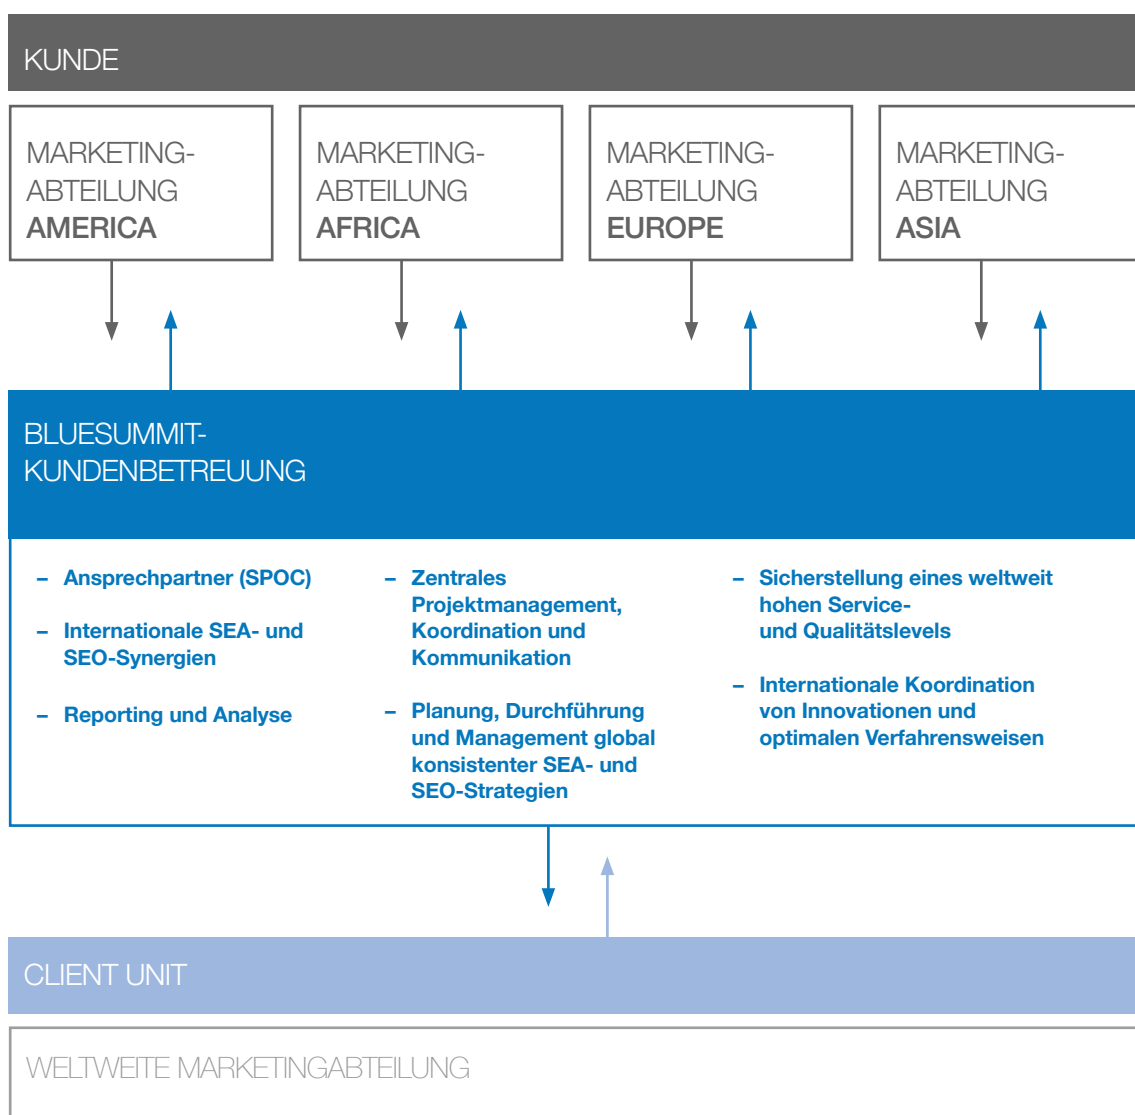 KUNDE
MARKETING-
ABTEILUNG
AMERICA
MARKETING-
ABTEILUNG
AFRICA
MARKETING-
ABTEILUNG
EUROPE
MARKETING-
ABTEILUNG
ASIA
BLUESUMMIT-
KUNDENBETREUUNG
– Ansprechpartner (SPOC)
– Internationale SEA- und
SEO-Synergien
– Reporting und Analyse
– Zentrales
Projektmanagement,
Koordination und
Kommunikation
– Planung, Durchführung
und Management global
konsistenter SEA- und
SEO-Strategien
– Sicherstellung eines weltweit
hohen Service-
und Qualitätslevels
– Internationale Koordination
von Innovationen und
optimalen Verfahrensweisen
CLIENT UNIT
WELTWEITE MARKETINGABTEILUNG